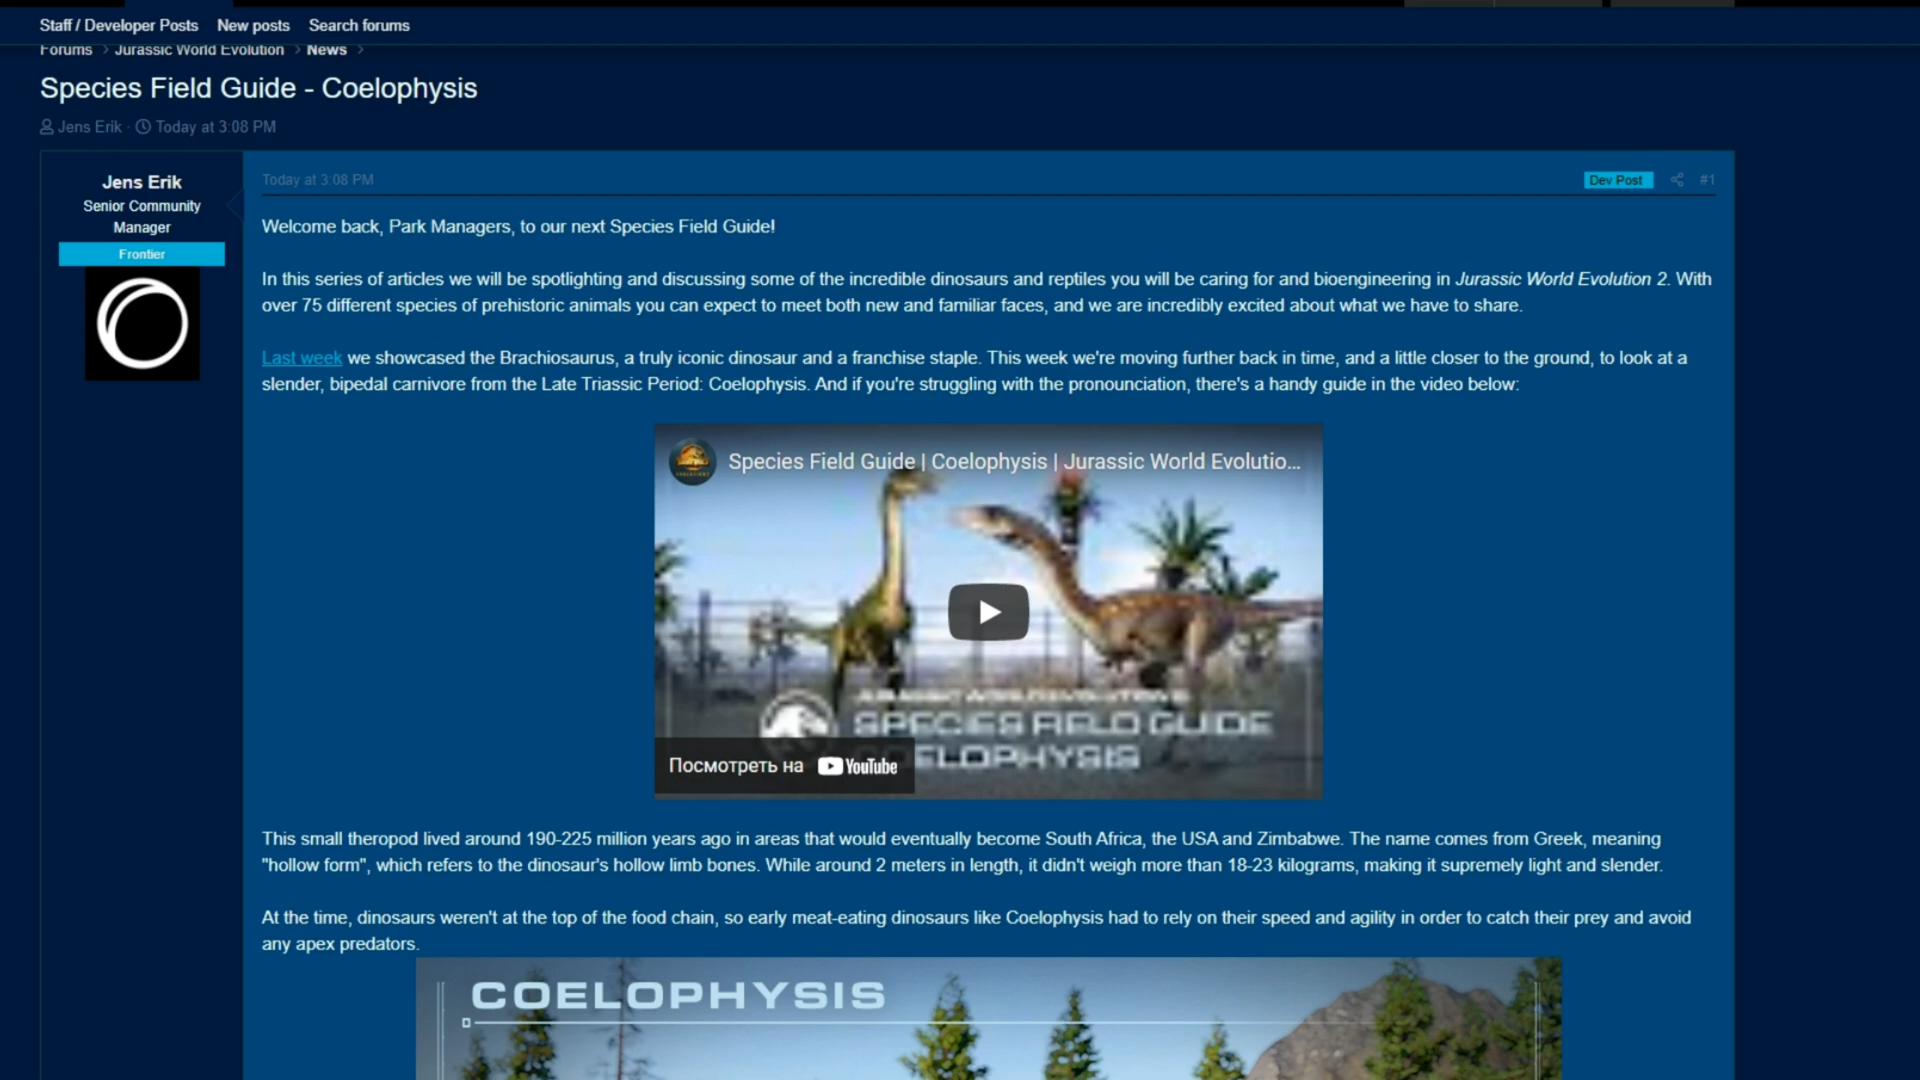 Staff / Developer Posts New posts Search forums
Forums > Jurassic World Evolution > News >
Species Field Guide - Coelophysis
Jens Erik · Today at 3:08 PM
Jens Erik
Senior Community
Manager
Frontier
Today at 3:08 PM
Dev Post #1
Welcome back, Park Managers, to our next Species Field Guide!
In this series of articles we will be spotlighting and discussing some of the incredible dinosaurs and reptiles you will be caring for and bioengineering in Jurassic World Evolution 2. With
over 75 different species of prehistoric animals you can expect to meet both new and familiar faces, and we are incredibly excited about what we have to share.
Last week we showcased the Brachiosaurus, a truly iconic dinosaur and a franchise staple. This week we're moving further back in time, and a little closer to the ground, to look at a
slender, bipedal carnivore from the Late Triassic Period: Coelophysis. And if you're struggling with the pronounciation, there's a handy guide in the video below:
Species Field Guide | Coelophysis | Jurassic World Evolutio...
JURASSIC WORLD EVOLUTION 2
SPECIES FIELD GUIDE
COELOPHYSIS
Посмотреть на YouTube
This small theropod lived around 190-225 million years ago in areas that would eventually become South Africa, the USA and Zimbabwe. The name comes from Greek, meaning
"hollow form", which refers to the dinosaur's hollow limb bones. While around 2 meters in length, it didn't weigh more than 18-23 kilograms, making it supremely light and slender.
At the time, dinosaurs weren't at the top of the food chain, so early meat-eating dinosaurs like Coelophysis had to rely on their speed and agility in order to catch their prey and avoid
any apex predators.
COELOPHYSIS